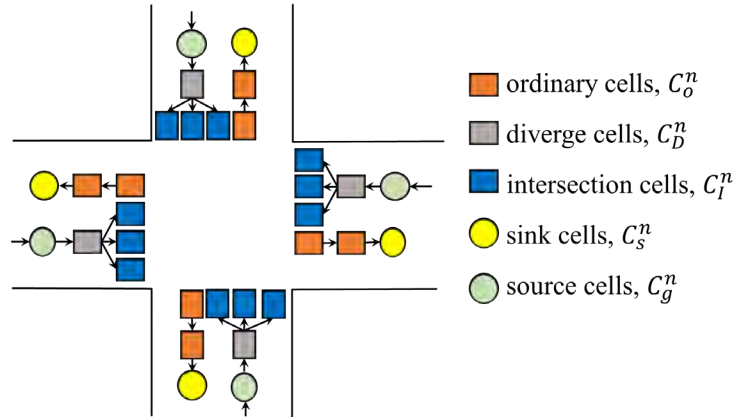 ordinary cells, $C_o^n$
diverge cells, $C_D^n$
intersection cells, $C_I^n$
sink cells, $C_s^n$
source cells, $C_g^n$